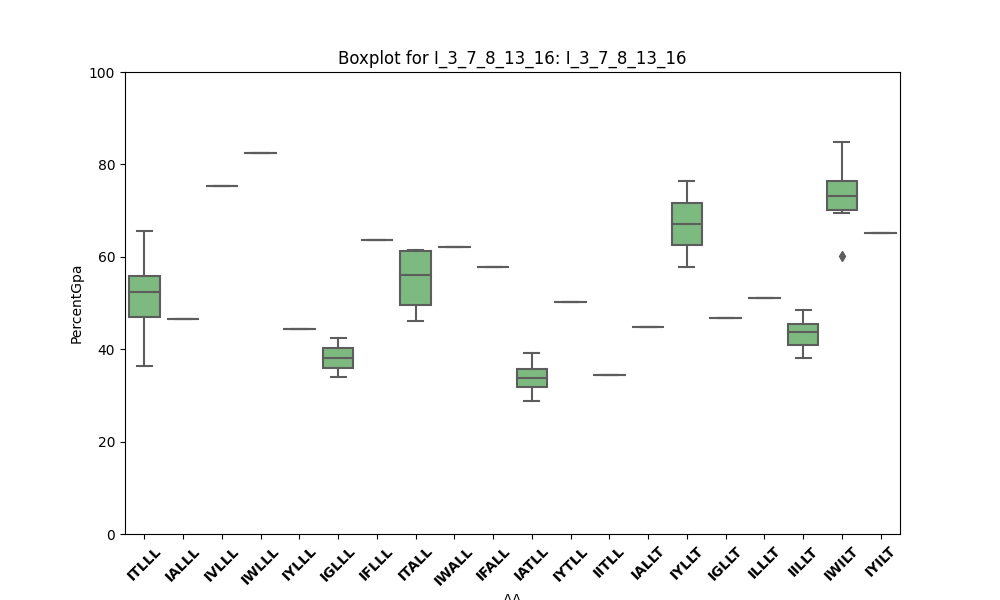 Boxplot for I_3_7_8_13_16: I_3_7_8_13_16
100
80
60
40
20
0
PercentGpa
ITLLL
IALLL
IVLLL
IWLLL
IYLLL
IGLLL
IFLLL
ITALL
IWALL
IFALL
IATLL
IYTLL
IITLL
IALLT
IYLLT
IGLLT
ILLLT
IILLT
IWILT
IYILT
AA